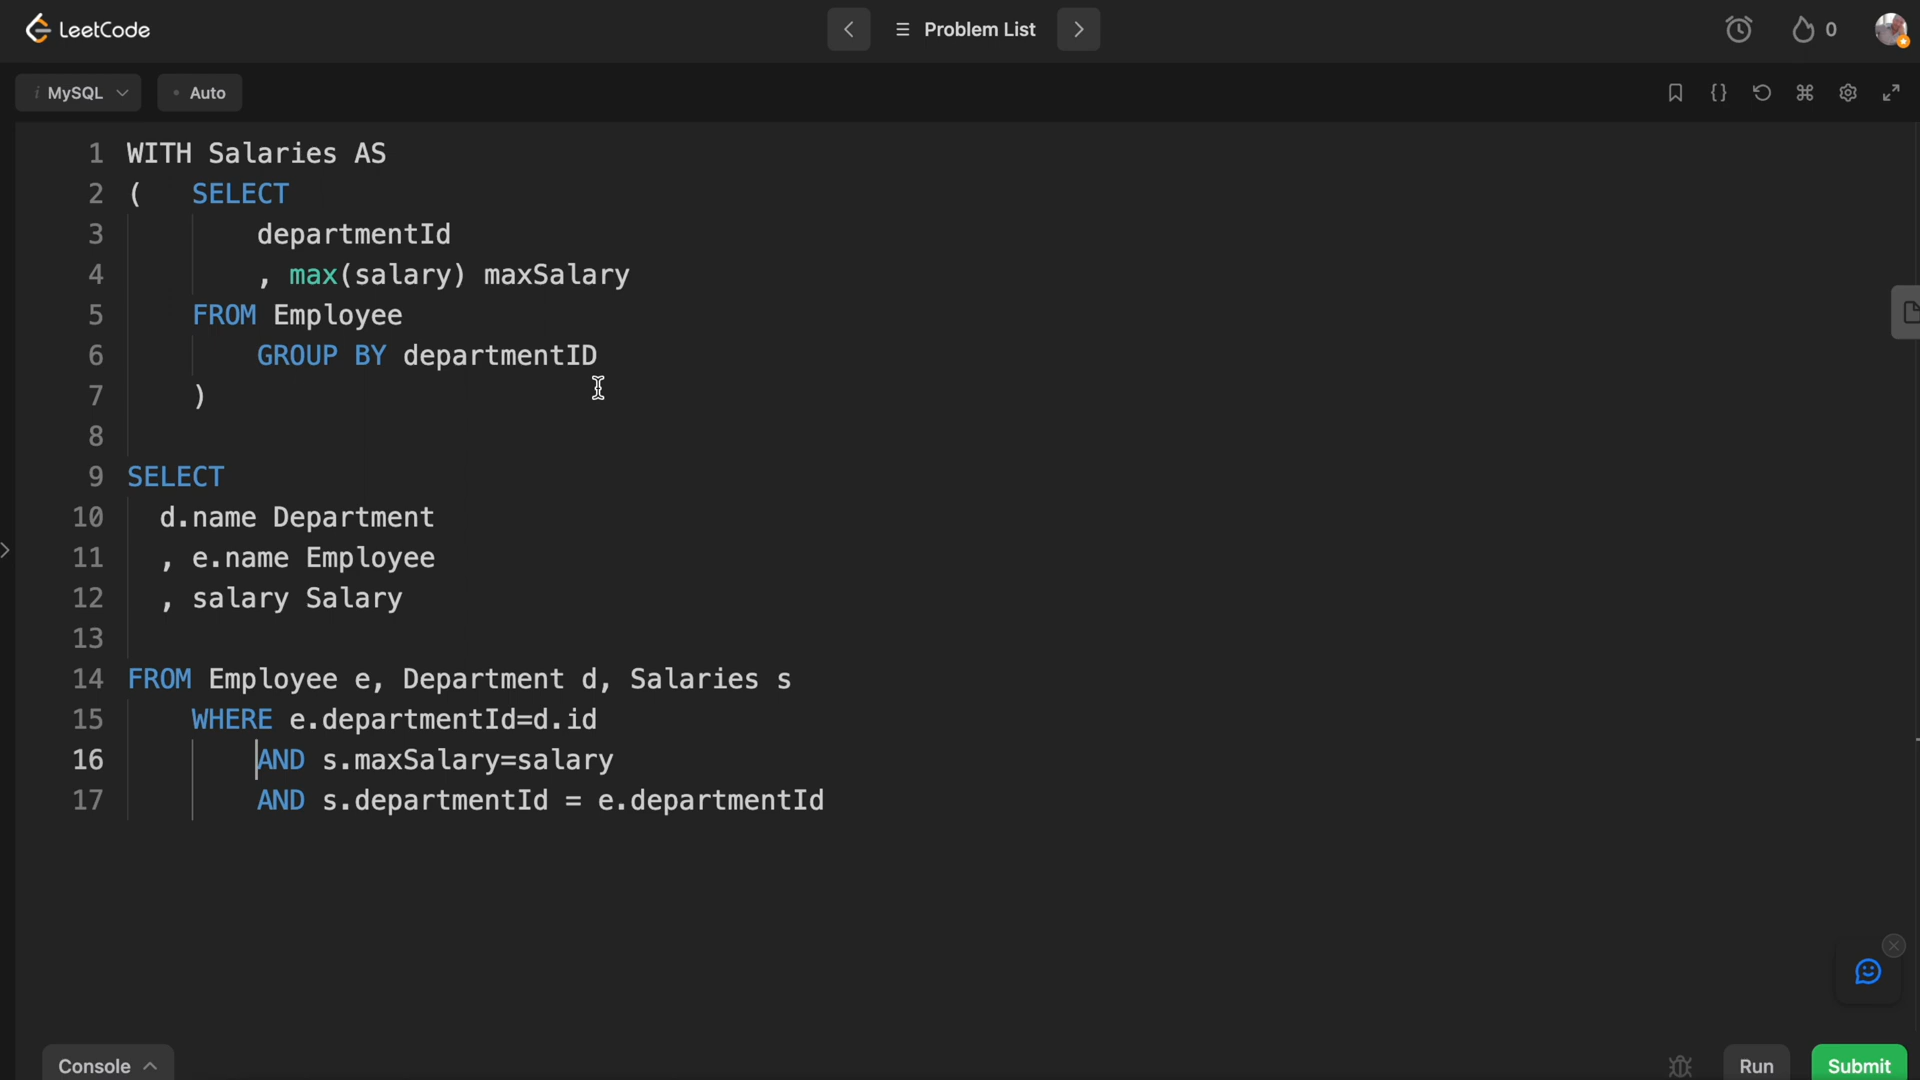 LeetCode
Problem List
0
i MySQL
Auto
1 WITH Salaries AS
2 ( SELECT
3 departmentId
4 , max(salary) maxSalary
5 FROM Employee
6 GROUP BY departmentID
7 )
8
9 SELECT
10 d.name Department
11 , e.name Employee
12 , salary Salary
13
14 FROM Employee e, Department d, Salaries s
15 WHERE e.departmentId=d.id
16 AND s.maxSalary=salary
17 AND s.departmentId = e.departmentId
Console
Run
Submit